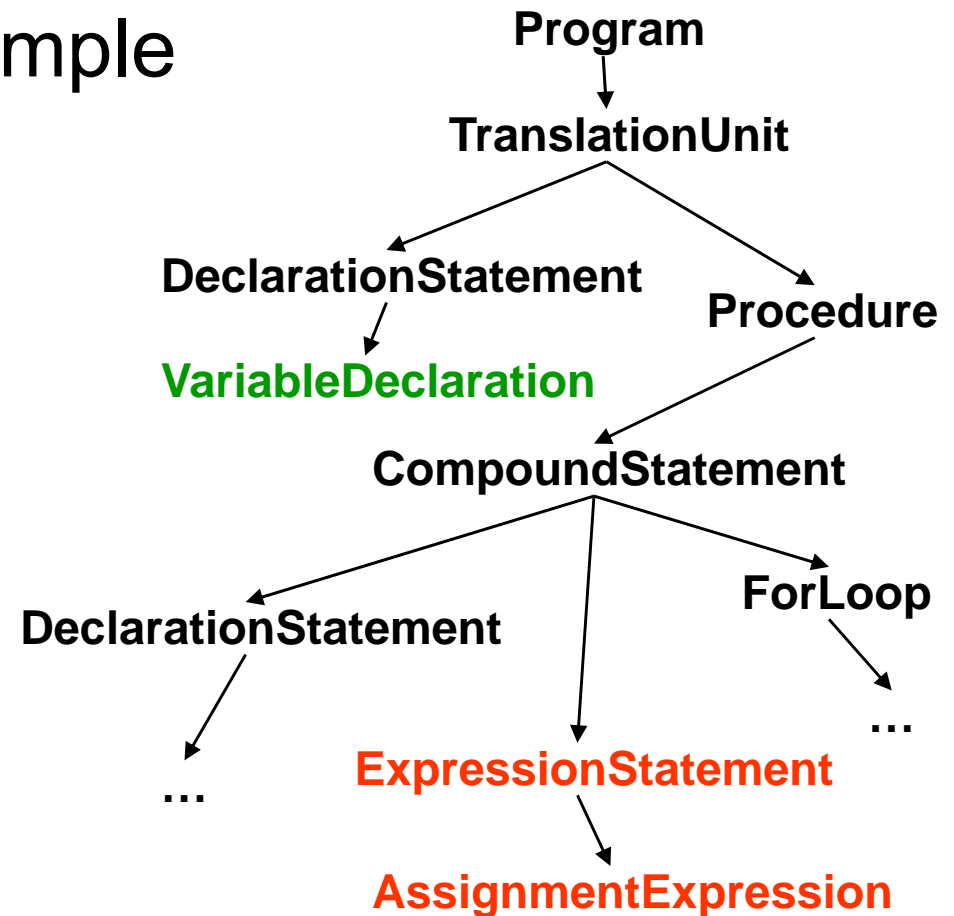 mple
Program
TranslationUnit
DeclarationStatement
Procedure
VariableDeclaration
CompoundStatement
ForLoop
DeclarationStatement
...
ExpressionStatement
...
AssignmentExpression